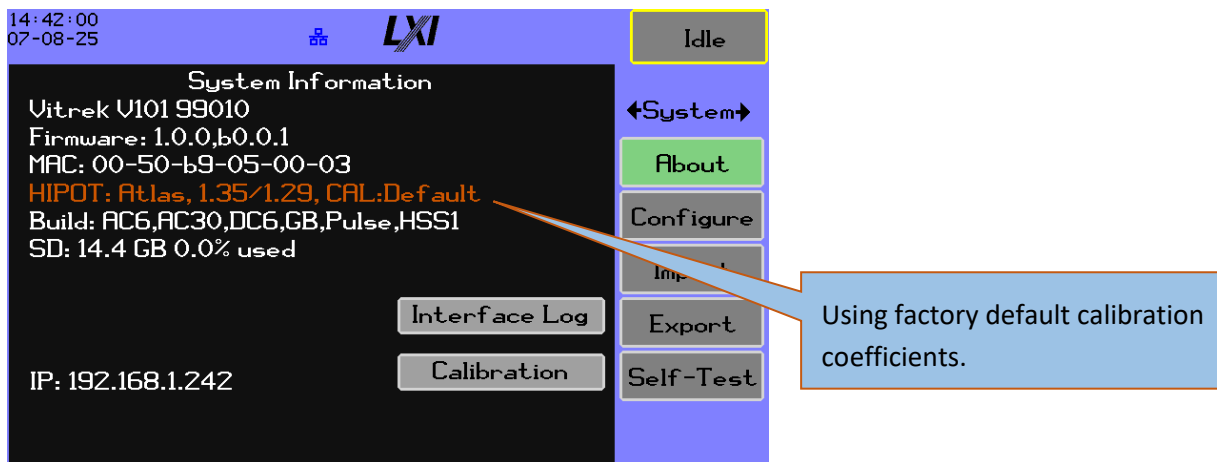 14:42:00
07-08-25
LXI
Idle
System Information
Vitrek V101 99010
Firmware: 1.0.0,b0.0.1
MAC: 00-50-b9-05-00-03
HIPOT: Atlas, 1.35/1.29, CAL:Default
Build: AC6,AC30,DC6,GB,Pulse,HSS1
SD: 14.4 GB 0.0% used
Interface Log
Calibration
IP: 192.168.1.242
←System→
About
Configure
Export
Self-Test
Using factory default calibration
coefficients.